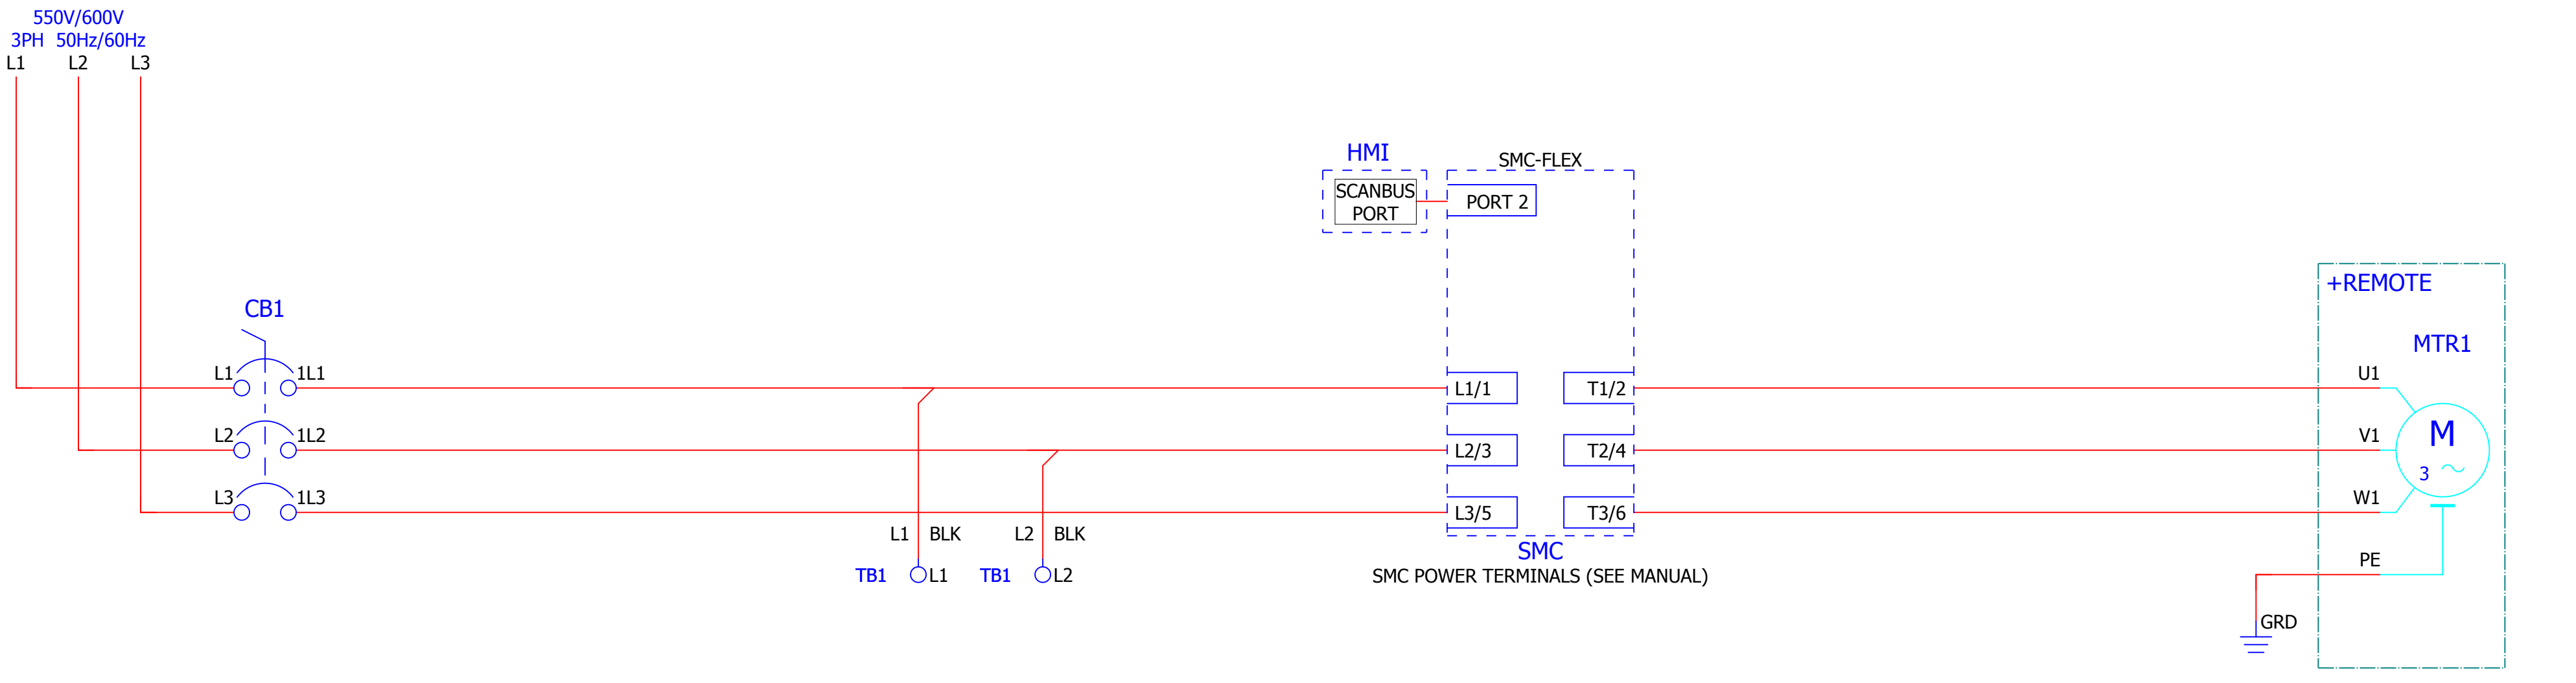 550V/600V
3PH 50Hz/60Hz
L1 L2 L3
HMI
SCANBUS
PORT
SMC-FLEX
PORT 2
+REMOTE
CB1
MTR1
L1 1L1
L1/1 T1/2
U1
L2 1L2
L2/3 T2/4
V1
M
3
L3 1L3
L3/5 T3/6
W1
L1 BLK
L2 BLK
SMC
PE
TB1 L1
TB1 L2
SMC POWER TERMINALS (SEE MANUAL)
GRD